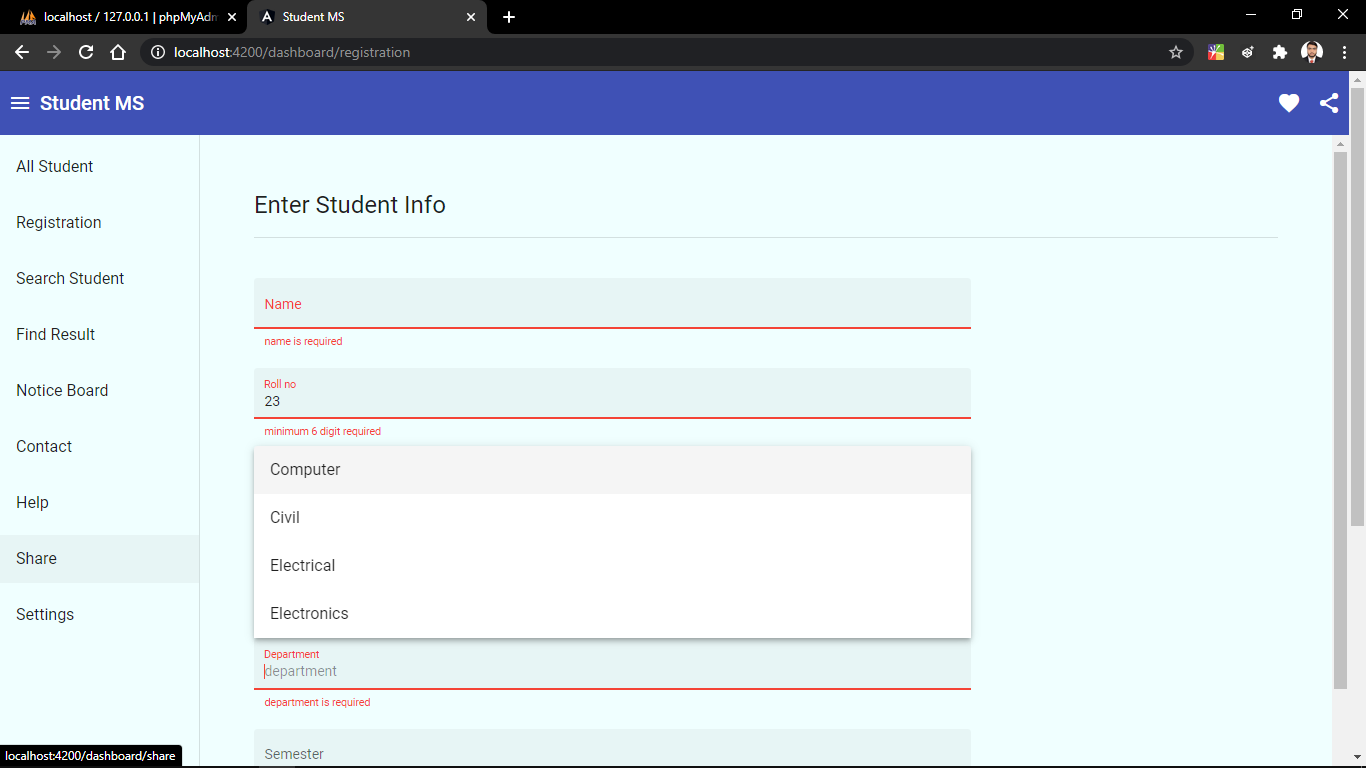 localhost / 127.0.0.1 | phpMyAdm
Student MS
localhost:4200/dashboard/registration
Student MS
All Student
Registration
Search Student
Find Result
Notice Board
Contact
Help
Share
Settings
Enter Student Info
Name
name is required
Roll no
23
minimum 6 digit required
Computer
Civil
Electrical
Electronics
Department
department
department is required
Semester
localhost:4200/dashboard/share